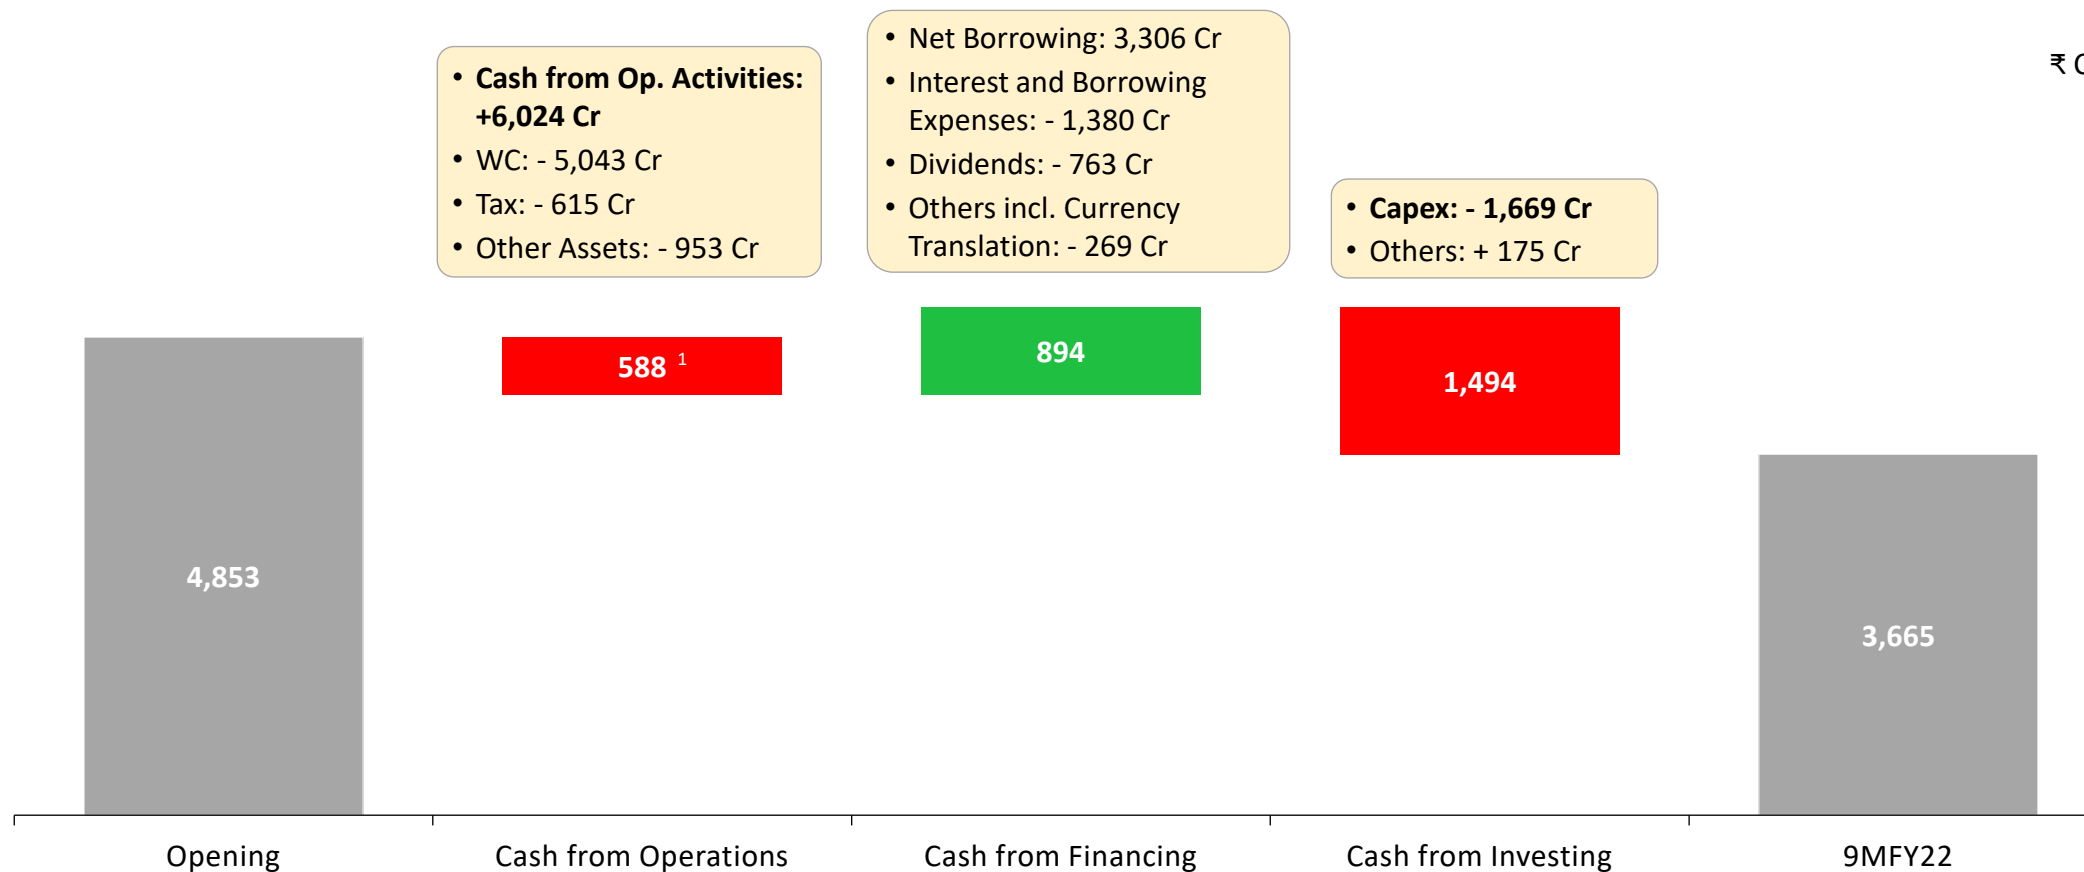 ₹ C
• Cash from Op. Activities:
+6,024 Cr
• WC: - 5,043 Cr
• Tax: - 615 Cr
• Other Assets: - 953 Cr
• Net Borrowing: 3,306 Cr
• Interest and Borrowing
Expenses: - 1,380 Cr
• Dividends: - 763 Cr
• Others incl. Currency
Translation: - 269 Cr
• Capex: - 1,669 Cr
• Others: + 175 Cr
4,853
588 1
894
1,494
3,665
Opening
Cash from Operations
Cash from Financing
Cash from Investing
9MFY22